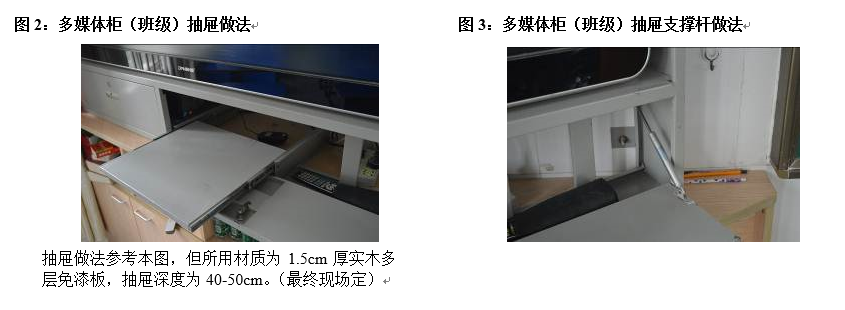 图 2：多媒体柜（班级）抽屉做法
图 3：多媒体柜（班级）抽屉支撑杆做法
抽屉做法参考本图，但所用材质为 1.5cm 厚实木多
层免漆板，抽屉深度为 40-50cm。（最终现场定）